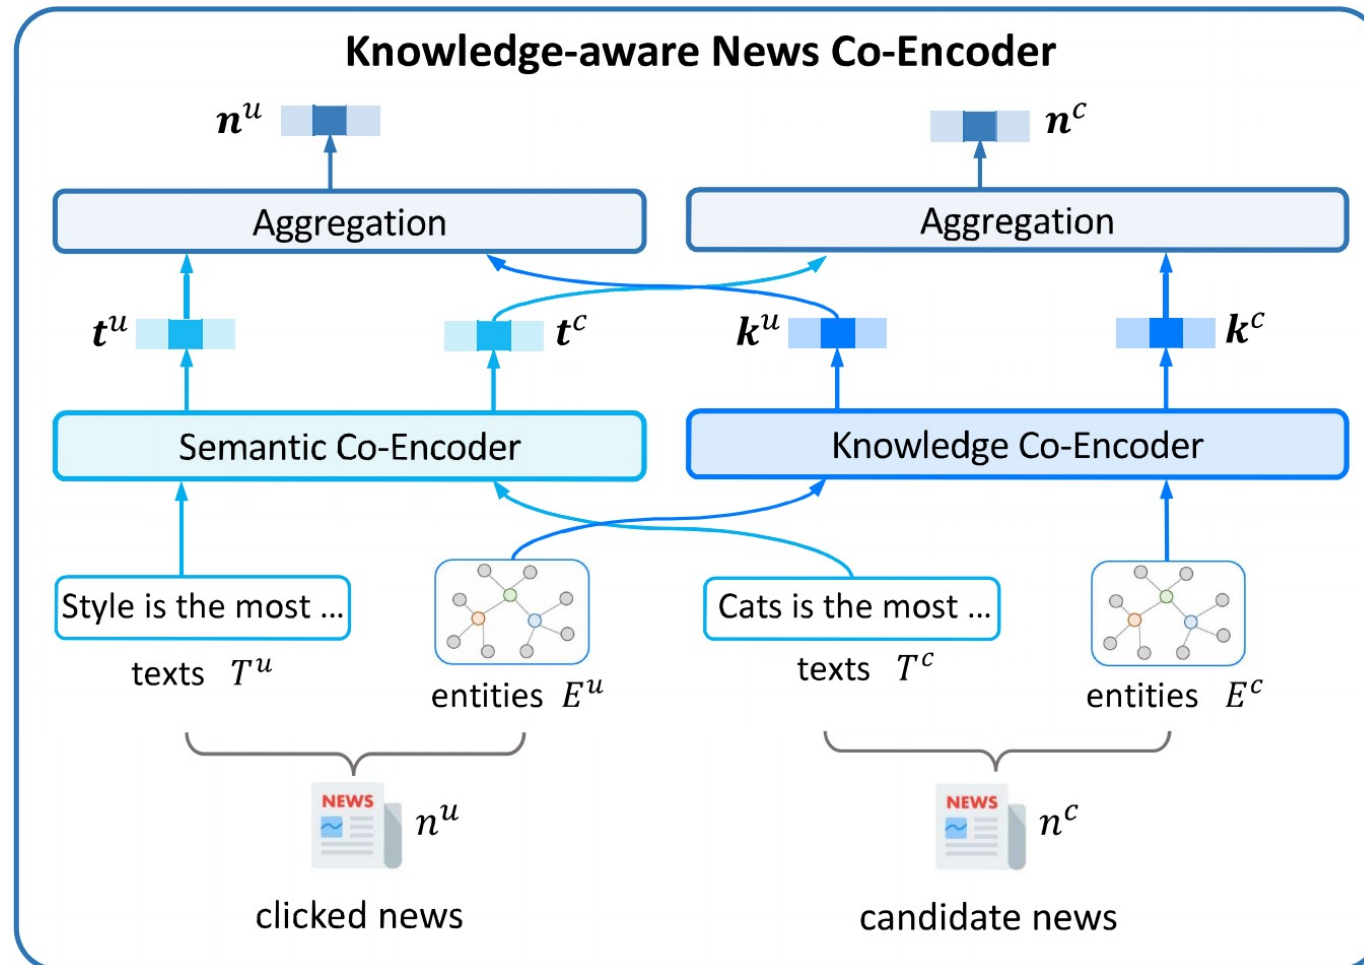 Knowledge-aware News Co-Encoder
n^u
n^c
Aggregation
Aggregation
t^u
t^c
k^u
k^c
Semantic Co-Encoder
Knowledge Co-Encoder
Style is the most ...
Cats is the most ...
texts T^u
entities E^u
texts T^c
entities E^c
NEWS
n^u
NEWS
n^c
clicked news
candidate news